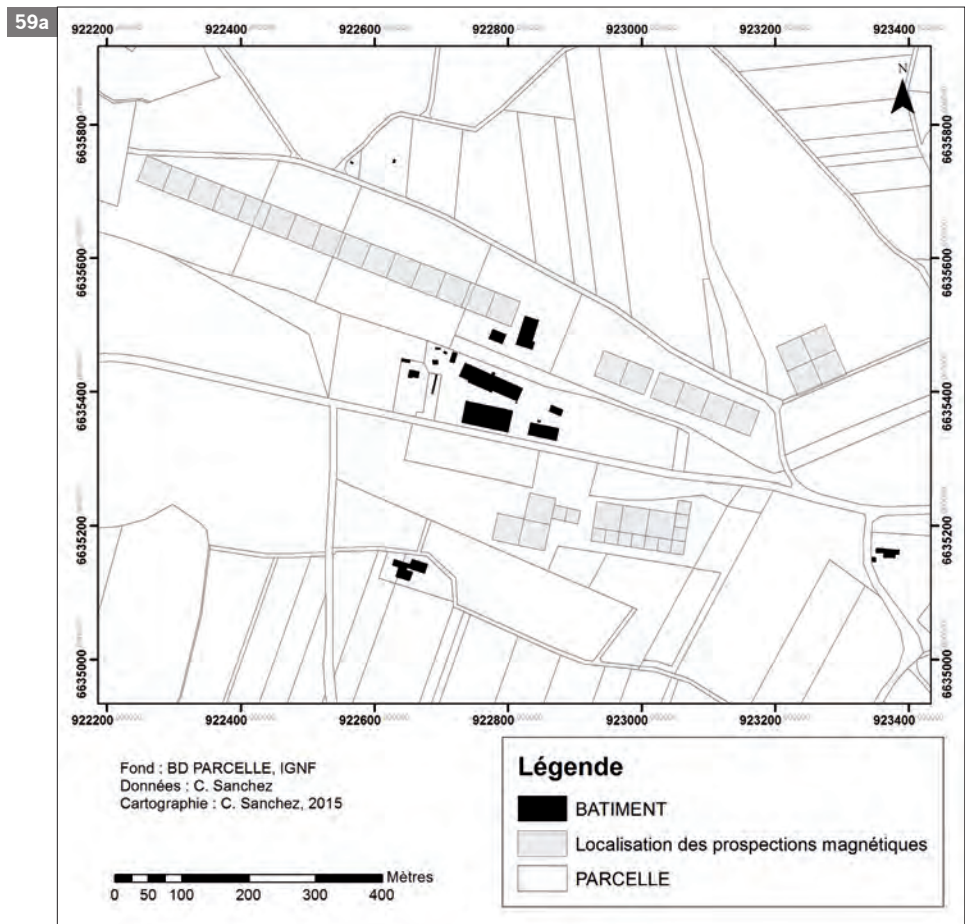 59a
922200 922400 922600 922800 923000 923200 923400
N
6635800 6635800
6635600 6635600
6635400 6635400
6635200 6635200
6635000 6635000
922200 922400 922600 922800 923000 923200 923400
Fond : BD PARCELLE, IGNF
Données : C. Sanchez
Cartographie : C. Sanchez, 2015
Mètres
0 50 100 200 300 400
Légende
BATIMENT
Localisation des prospections magnétiques
PARCELLE